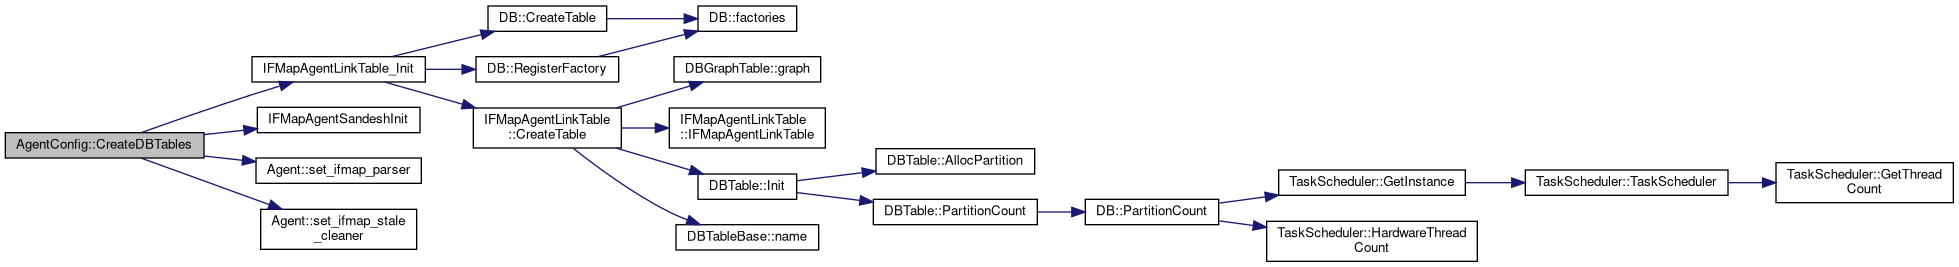 AgentConfig::CreateDBTables
IFMapAgentLinkTable_Init
IFMapAgentSandeshInit
Agent::set_ifmap_parser
Agent::set_ifmap_stale
_cleaner
DB::CreateTable
DB::RegisterFactory
IFMapAgentLinkTable
::CreateTable
DB::factories
DBGraphTable::graph
IFMapAgentLinkTable
::IFMapAgentLinkTable
DBTable::Init
DBTableBase::name
DBTable::AllocPartition
DBTable::PartitionCount
DB::PartitionCount
TaskScheduler::GetInstance
TaskScheduler::HardwareThread
Count
TaskScheduler::TaskScheduler
TaskScheduler::GetThread
Count